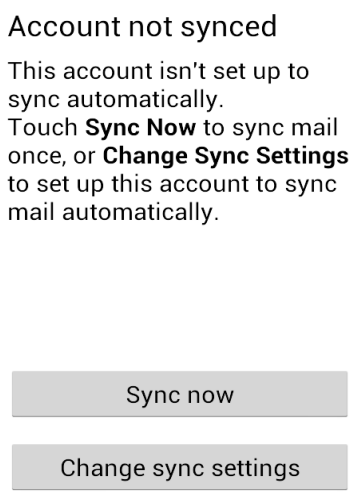 Account not synced
This account isn't set up to
sync automatically.
Touch Sync Now to sync mail
once, or Change Sync Settings
to set up this account to sync
mail automatically.
Sync now
Change sync settings